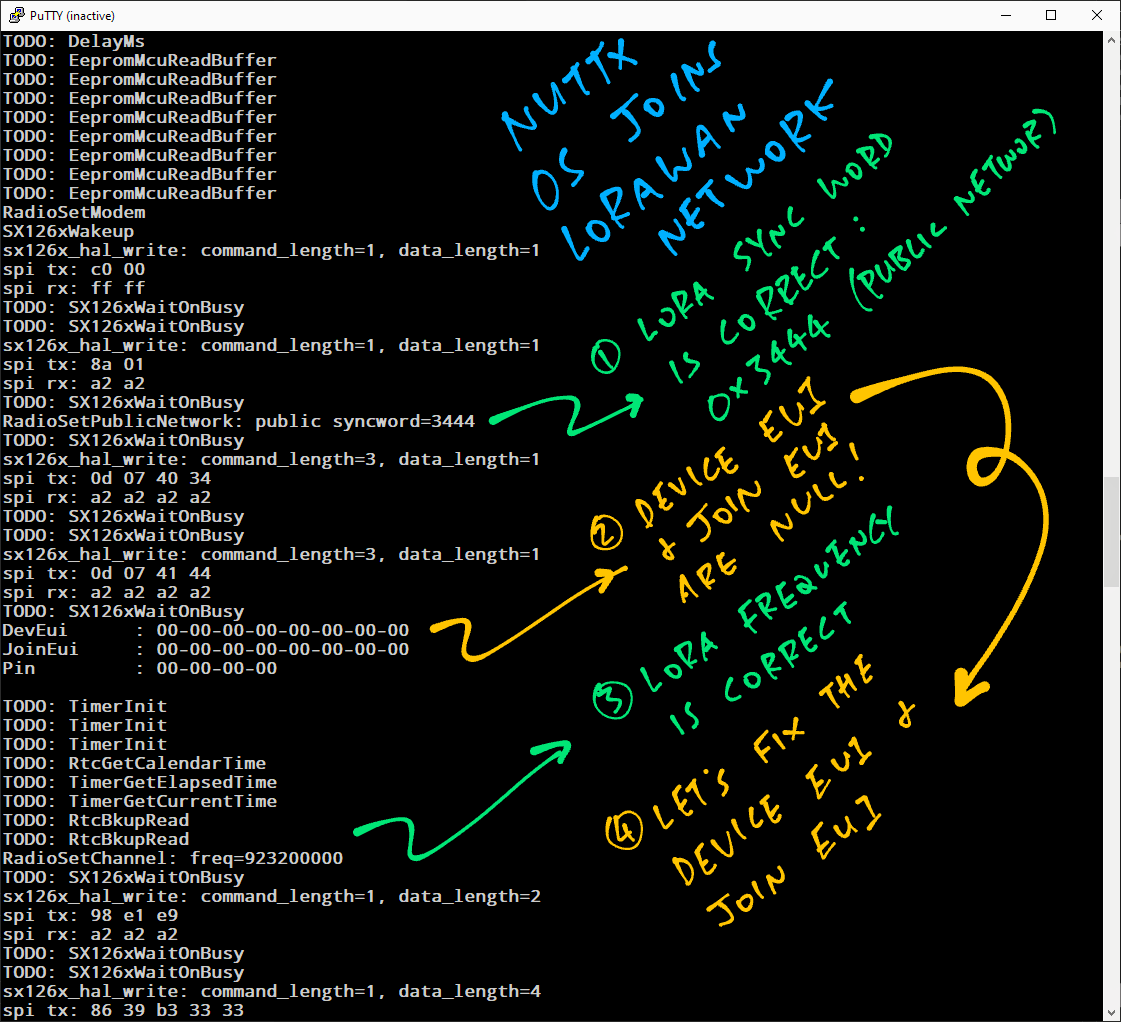 PuTTY (inactive)
TODO: DelayMs
TODO: EepromMcuReadBuffer
TODO: EepromMcuReadBuffer
TODO: EepromMcuReadBuffer
TODO: EepromMcuReadBuffer
TODO: EepromMcuReadBuffer
TODO: EepromMcuReadBuffer
TODO: EepromMcuReadBuffer
TODO: EepromMcuReadBuffer
RadioSetModem
SX126xWakeup
sx126x_hal_write: command_length=1, data_length=1
spi tx: c0 00
spi rx: ff ff
TODO: SX126xWaitOnBusy
TODO: SX126xWaitOnBusy
sx126x_hal_write: command_length=1, data_length=1
spi tx: 8a 01
spi rx: a2 a2
TODO: SX126xWaitOnBusy
RadioSetPublicNetwork: public syncword=3444
TODO: SX126xWaitOnBusy
sx126x_hal_write: command_length=3, data_length=1
spi tx: 0d 07 40 34
spi rx: a2 a2 a2 a2
TODO: SX126xWaitOnBusy
TODO: SX126xWaitOnBusy
sx126x_hal_write: command_length=3, data_length=1
spi tx: 0d 07 41 44
spi rx: a2 a2 a2 a2
TODO: SX126xWaitOnBusy
DevEui      : 00-00-00-00-00-00-00-00
JoinEui     : 00-00-00-00-00-00-00-00
Pin         : 00-00-00-00
TODO: TimerInit
TODO: TimerInit
TODO: TimerInit
TODO: RtcGetCalendarTime
TODO: TimerGetElapsedTime
TODO: TimerGetCurrentTime
TODO: RtcBkupRead
TODO: RtcBkupRead
RadioSetChannel: freq=923200000
TODO: SX126xWaitOnBusy
sx126x_hal_write: command_length=1, data_length=2
spi tx: 98 e1 e9
spi rx: a2 a2 a2
TODO: SX126xWaitOnBusy
TODO: SX126xWaitOnBusy
sx126x_hal_write: command_length=1, data_length=4
spi tx: 86 39 b3 33 33
NUTTX
OS JOINS
LORAWAN
NETWORK
① LORA SYNC WORD
IS CORRECT :
0x3444 (PUBLIC NETWORK)
② DEVICE EUI
& JOIN EUI
ARE NULL!
③ LORA FREQUENCY
IS CORRECT
④ LET'S FIX THE
DEVICE EUI &
JOIN EUI